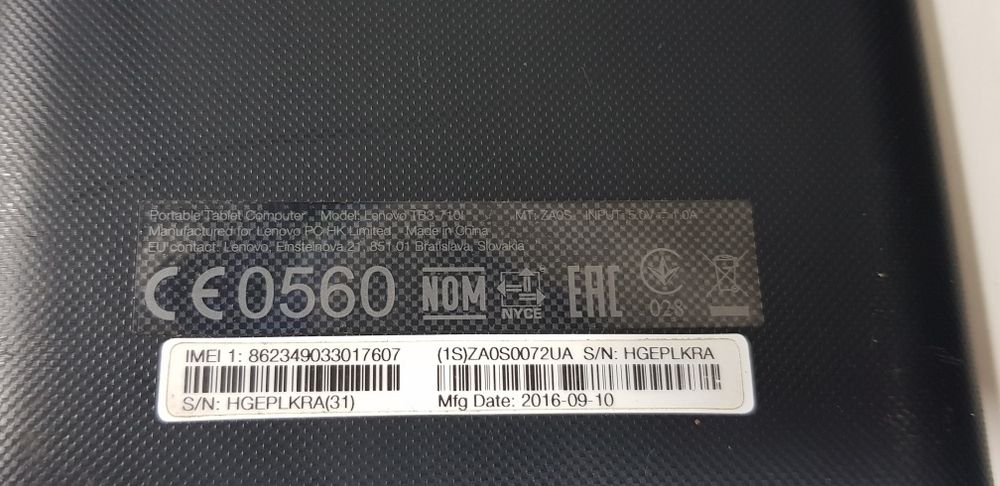 Portable Tablet Computer Model: Lenovo TB3-710I MT: ZA0S INPUT: 5.0V ⎓ 1.0A
Manufactured for Lenovo PC HK Limited Made in China
EU contact: Lenovo, Einsteinova 21, 851 01 Bratislava, Slovakia
CE0560 NOM NYCE EAC 028
IMEI 1: 862349033017607 (1S)ZA0S0072UA S/N: HGEPLKRA
S/N: HGEPLKRA(31) Mfg Date: 2016-09-10